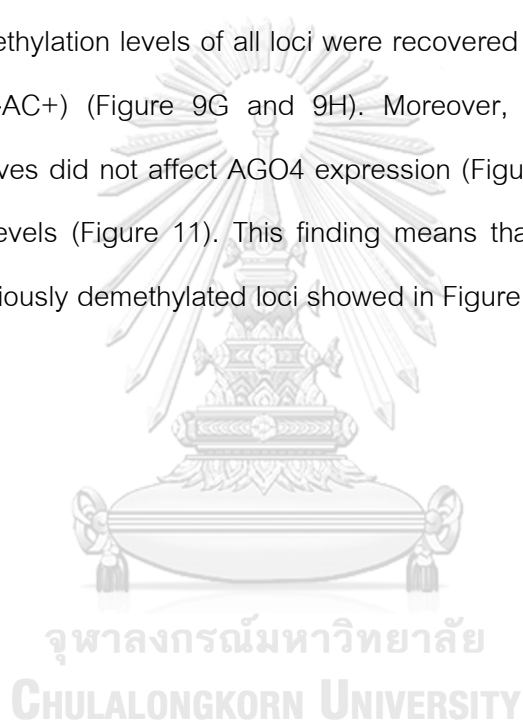 ethylation levels of all loci were recovered
AC+) (Figure 9G and 9H). Moreover,
ves did not affect AGO4 expression (Figu
evels (Figure 11). This finding means tha
iously demethylated loci showed in Figure
จุฬาลงกรณ์มหาวิทยาลัย
CHULALONGKORN UNIVERSITY